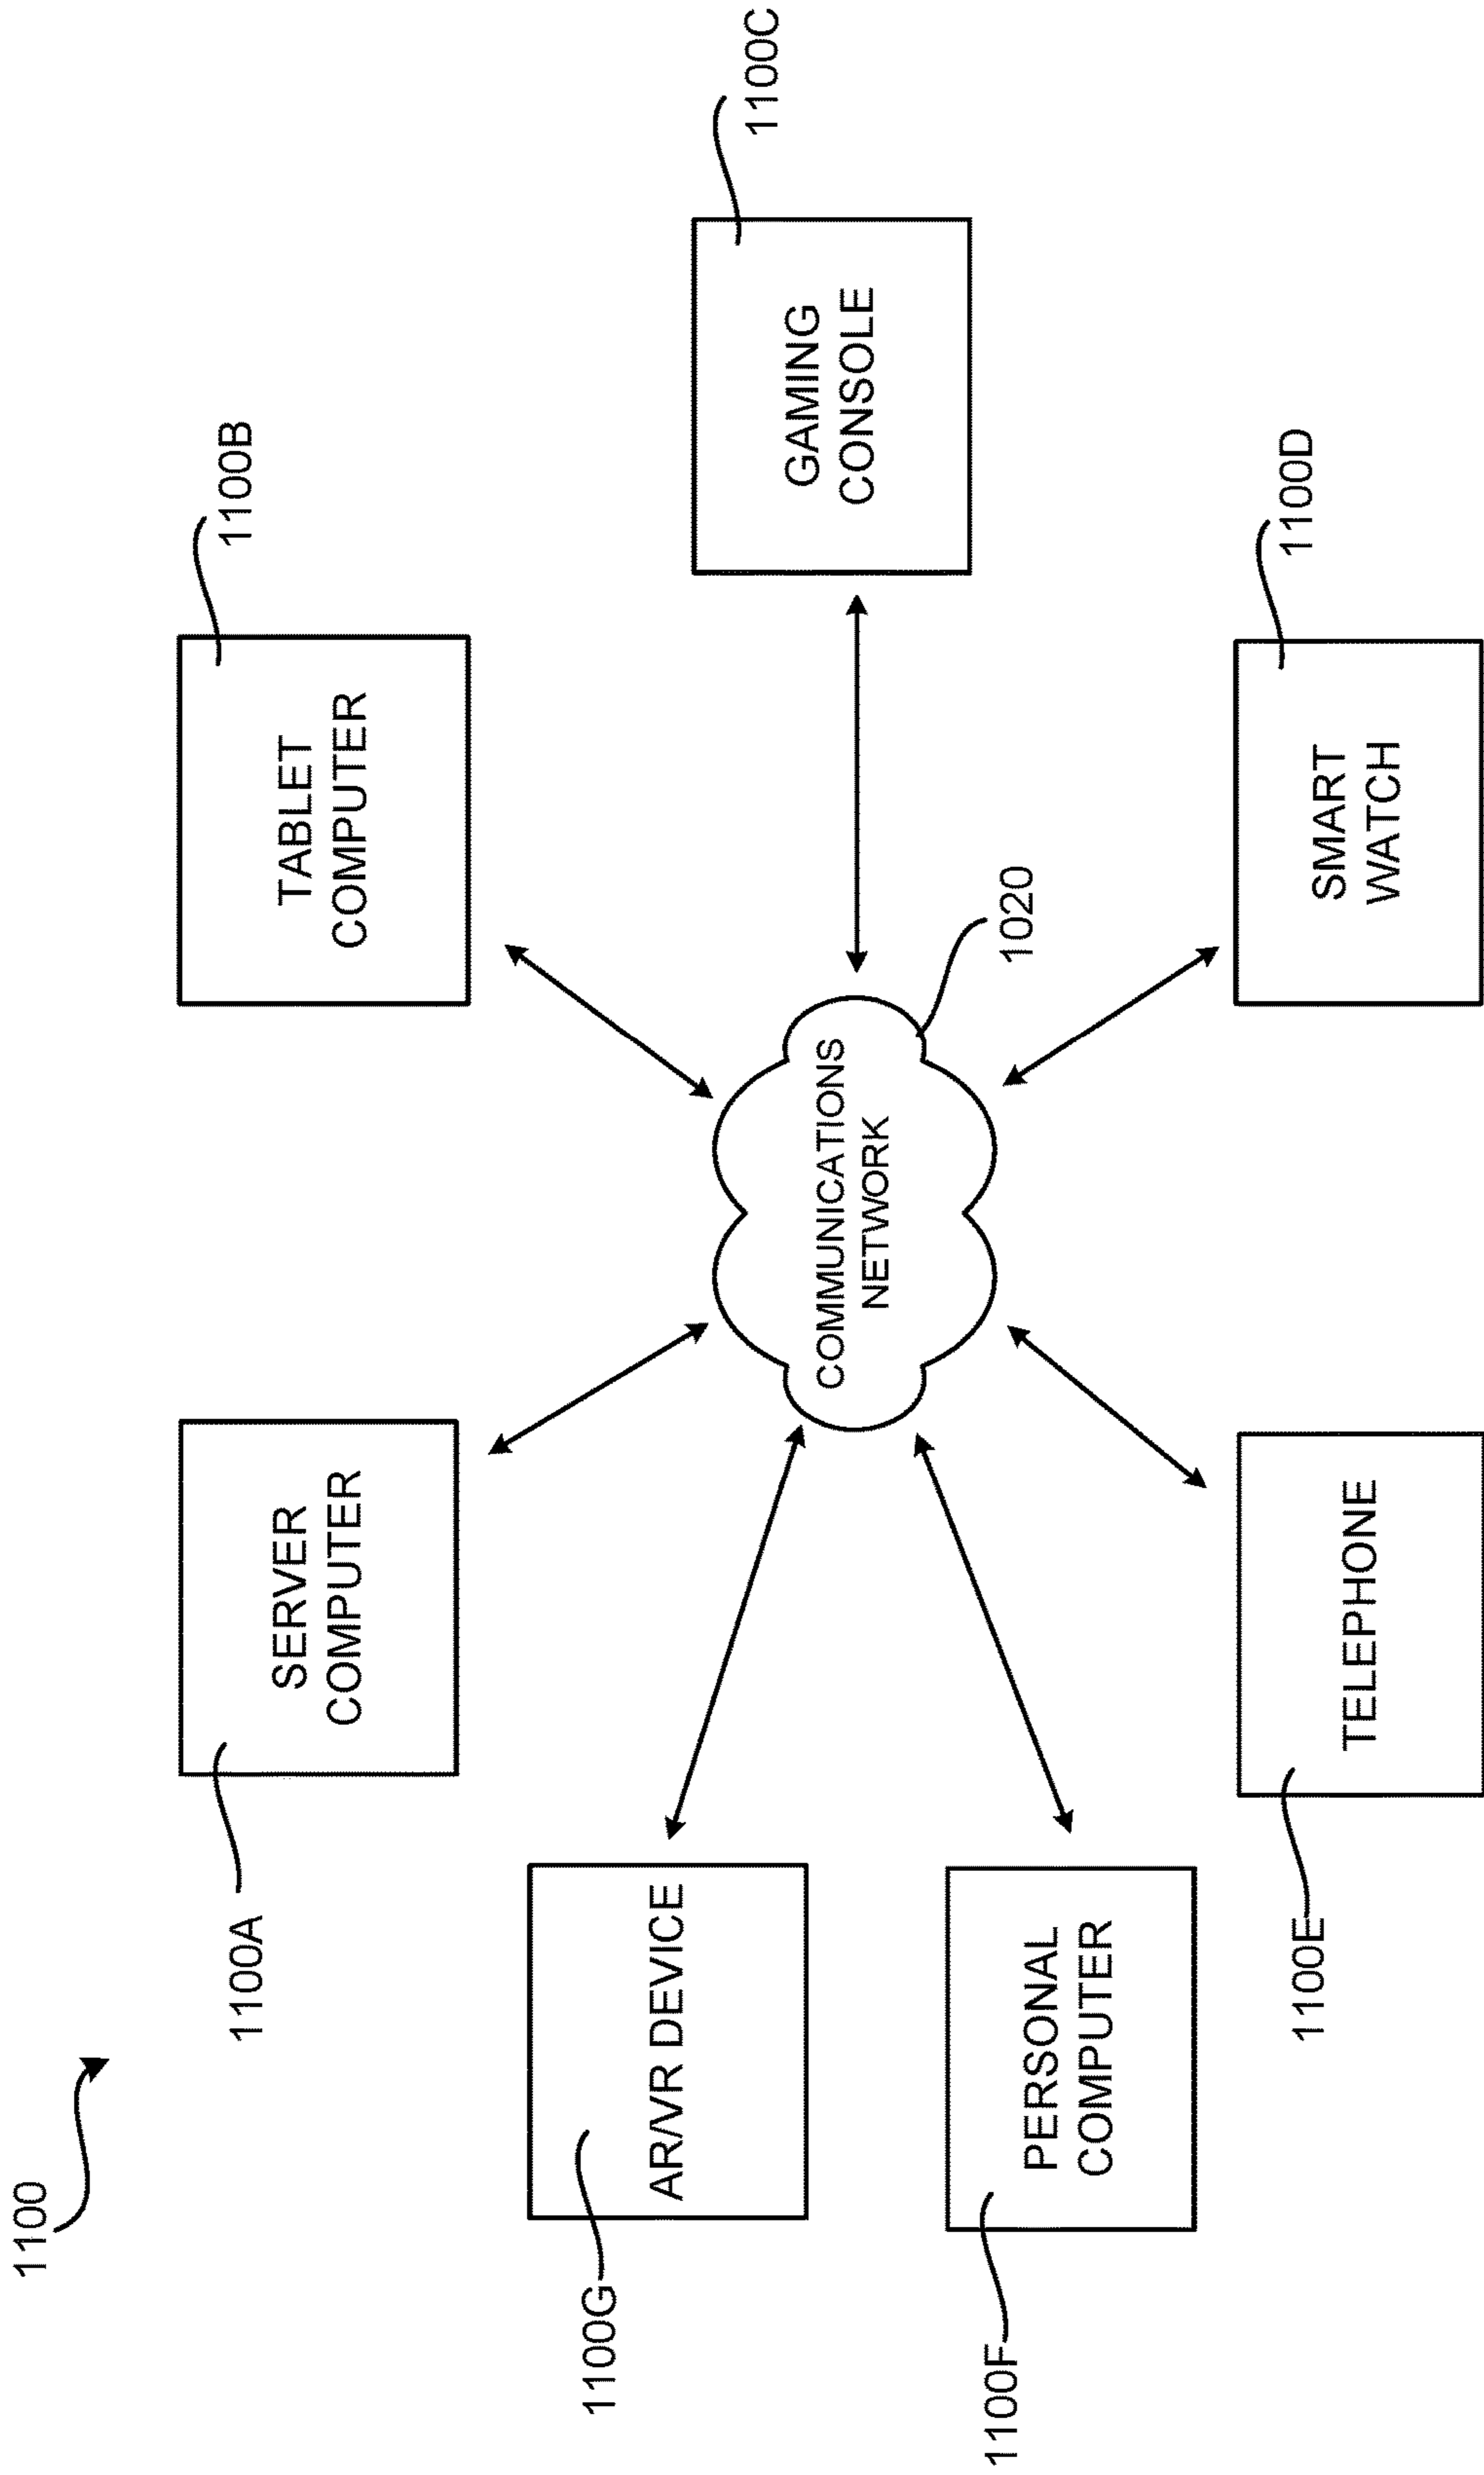 1100
1100A
SERVER
COMPUTER
1100B
TABLET
COMPUTER
1100G
AR/VR DEVICE
COMMUNICATIONS
NETWORK
1020
1100C
GAMING
CONSOLE
1100F
PERSONAL
COMPUTER
1100E
TELEPHONE
1100D
SMART
WATCH